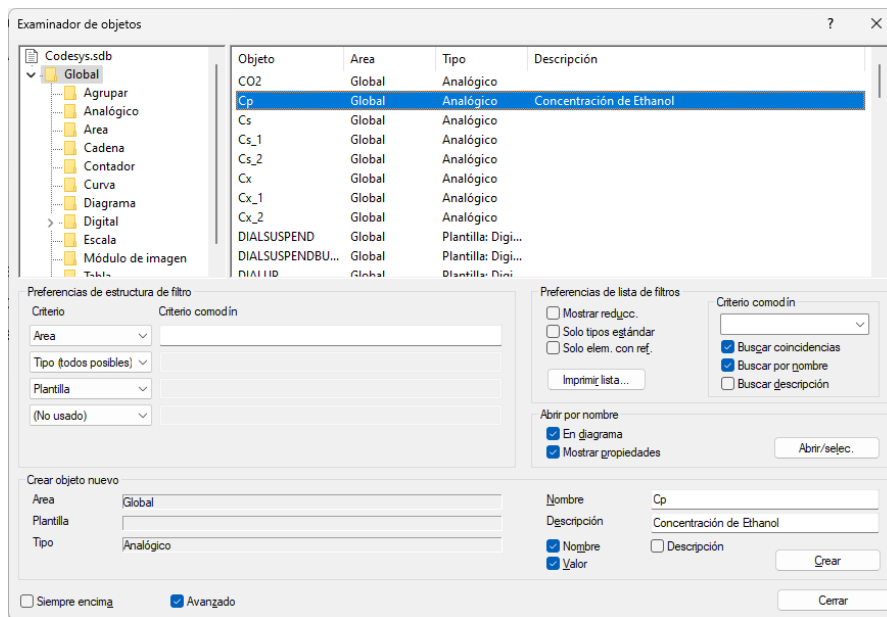 Examinador de objetos
Codesys.sdb
Global
Agrupar
Analógico
Area
Cadena
Contador
Curva
Diagrama
Digital
Escala
Módulo de imagen
Tabla
Objeto Area Tipo Descripción
CO2 Global Analógico
Cp Global Analógico Concentración de Ethanol
Cs Global Analógico
Cs_1 Global Analógico
Cs_2 Global Analógico
Cx Global Analógico
Cx_1 Global Analógico
Cx_2 Global Analógico
DIALSUSPEND Global Plantilla: Digi...
DIALSUSPENDBU... Global Plantilla: Digi...
DIALUP Global Plantilla: Digi...
Preferencias de estructura de filtro
Criterio Criterio comodín
Area
Tipo (todos posibles)
Plantilla
(No usado)
Preferencias de lista de filtros
Mostrar reducc.
Solo tipos estándar
Solo elem. con ref.
Imprimir lista...
Criterio comodín
Buscar coincidencias
Buscar por nombre
Buscar descripción
Abrir por nombre
En diagrama
Mostrar propiedades
Abrir/selec.
Crear objeto nuevo
Area Global
Plantilla
Tipo Analógico
Nombre Cp
Descripción Concentración de Ethanol
Nombre Descripción
Valor
Crear
Siempre encima Avanzado
Cerrar